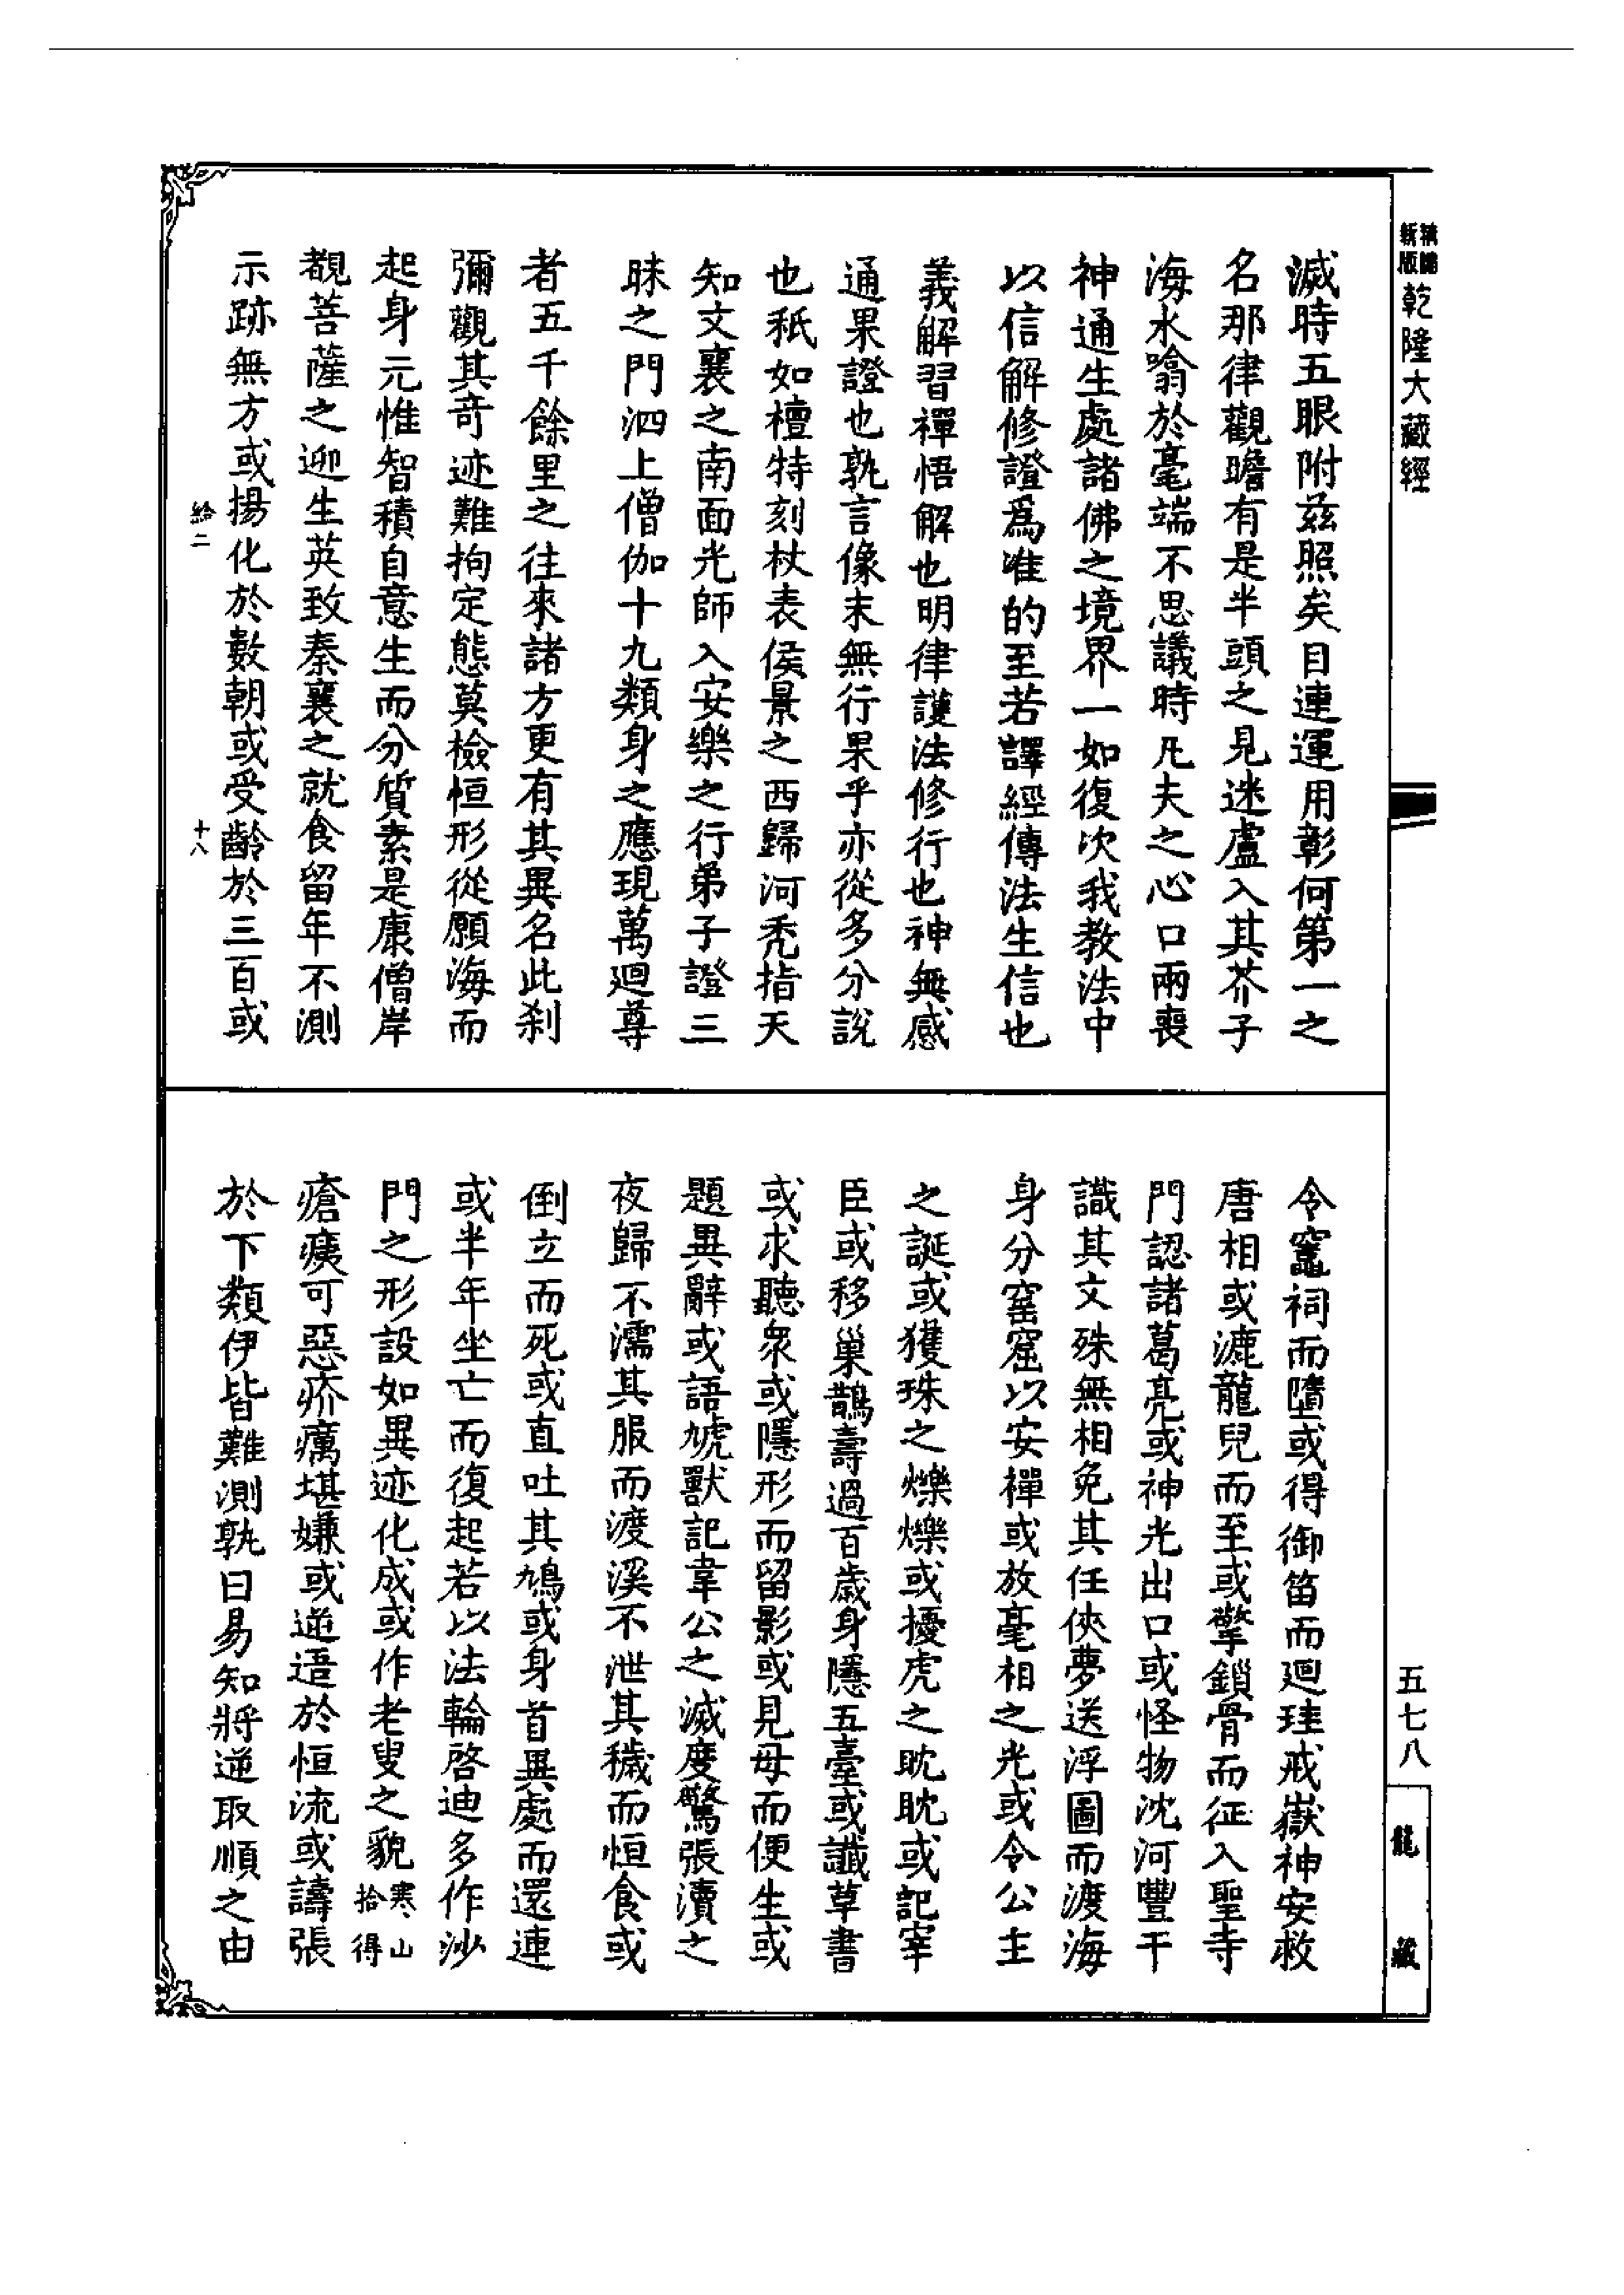 精繕
新版
乾隆大藏經
滅時五眼附茲照矣目連運用彰何第一之
名那律觀瞻有是半頭之見迷盧入其芥子
海水噏於毫端不思議時凡夫之心口兩喪
神通生處諸佛之境界一如復次我教法中
以信解修證爲准的至若譯經傳法生信也
義解習禪悟解也明律護法修行也神無感
通果證也孰言像末無行果乎亦從多分說
也秖如檀特刻杖表侯景之西歸河禿指天
知文襄之南面光師入安樂之行弟子證三
昧之門泗上僧伽十九類身之應現萬迴尊
者五千餘里之往來諸方更有其異名此剎
彌觀其奇迹難拘定態莫檢恒形從願海而
起身元惟智積自意生而分質素是康僧岸
覩菩薩之迎生英致秦襄之就食留年不測
示跡無方或揚化於數朝或受齡於三百或
給二
十八
令竈祠而墮或得御笛而迴珪戒嶽神安救
唐相或漉龍兒而至或擎鎖骨而征入聖寺
門認諸葛亮或神光出口或怪物沈河豐干
識其文殊無相免其任俠夢送浮圖而渡海
身分窒窟以安禪或放毫相之光或令公主
之誕或獲珠之爍爍或擾虎之眈眈或記宰
臣或移巢鵲壽過百歲身隱五臺或讖草書
或求聽衆或隱形而留影或見母而便生或
題異辭或語虓獸記韋公之滅度驚張瀆之
夜歸不濡其服而渡溪不泄其穢而恒食或
倒立而死或直吐其鳩或身首異處而還連
或半年坐亡而復起若以法輪啓迪多作沙
門之形設如異迹化成或作老叟之貌寒山
拾得
瘡痍可惡疥癘堪嫌或逆遻於恒流或譸張
於下類伊皆難測孰曰易知將逆取順之由
五七八
龍藏